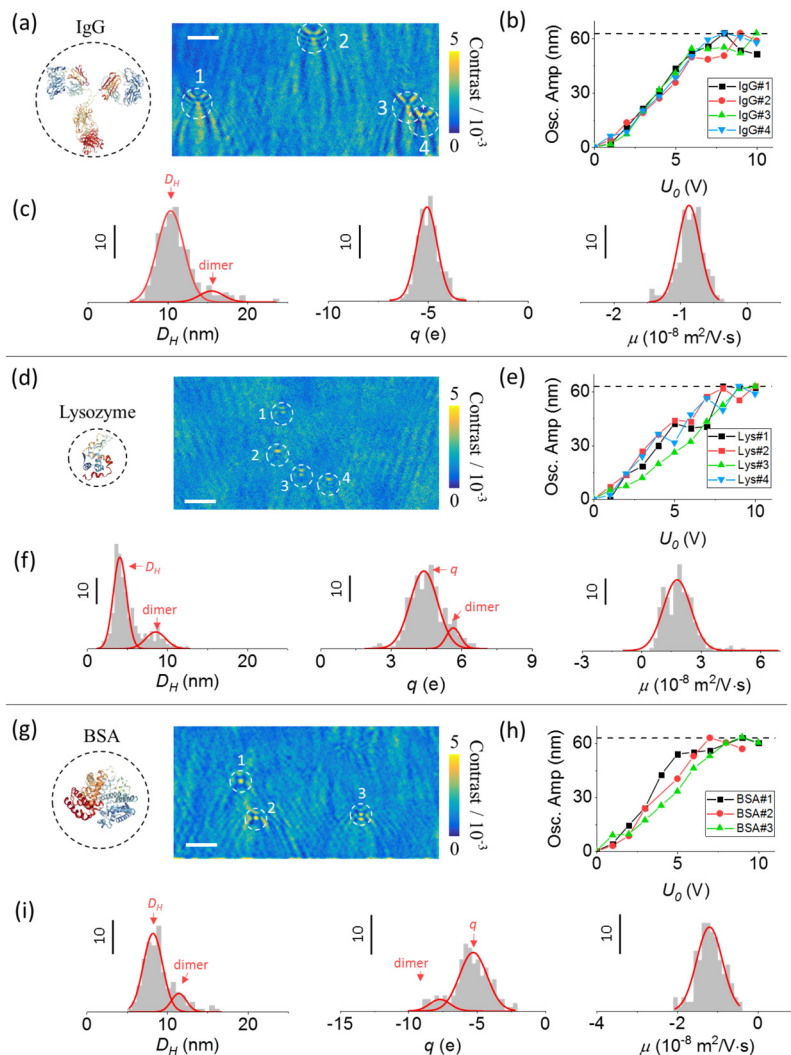 (a)
IgG
1
2
3
4
5
0
Contrast / 10-3
(b)
60
30
0
Osc. Amp (nm)
IgG#1
IgG#2
IgG#3
IgG#4
0
5
10
U0 (V)
(c)
10
DH
dimer
0
10
20
DH (nm)
10
-10
-5
0
q (e)
10
-1
0
μ (10-8 m2/V·s)
(d)
Lysozyme
1
2
3
4
5
0
Contrast / 10-3
(e)
60
30
0
Osc. Amp (nm)
Lys#1
Lys#2
Lys#3
Lys#4
0
5
10
U0 (V)
(f)
10
DH
dimer
0
10
20
DH (nm)
10
q
dimer
0
3
6
9
q (e)
10
-3
0
3
6
μ (10-8 m2/V·s)
(g)
BSA
1
2
3
5
0
Contrast / 10-3
(h)
60
30
0
Osc. Amp (nm)
BSA#1
BSA#2
BSA#3
0
5
10
U0 (V)
(i)
10
DH
dimer
0
10
20
DH (nm)
10
dimer
q
-15
-10
-5
0
q (e)
10
-4
-2
0
μ (10-8 m2/V·s)